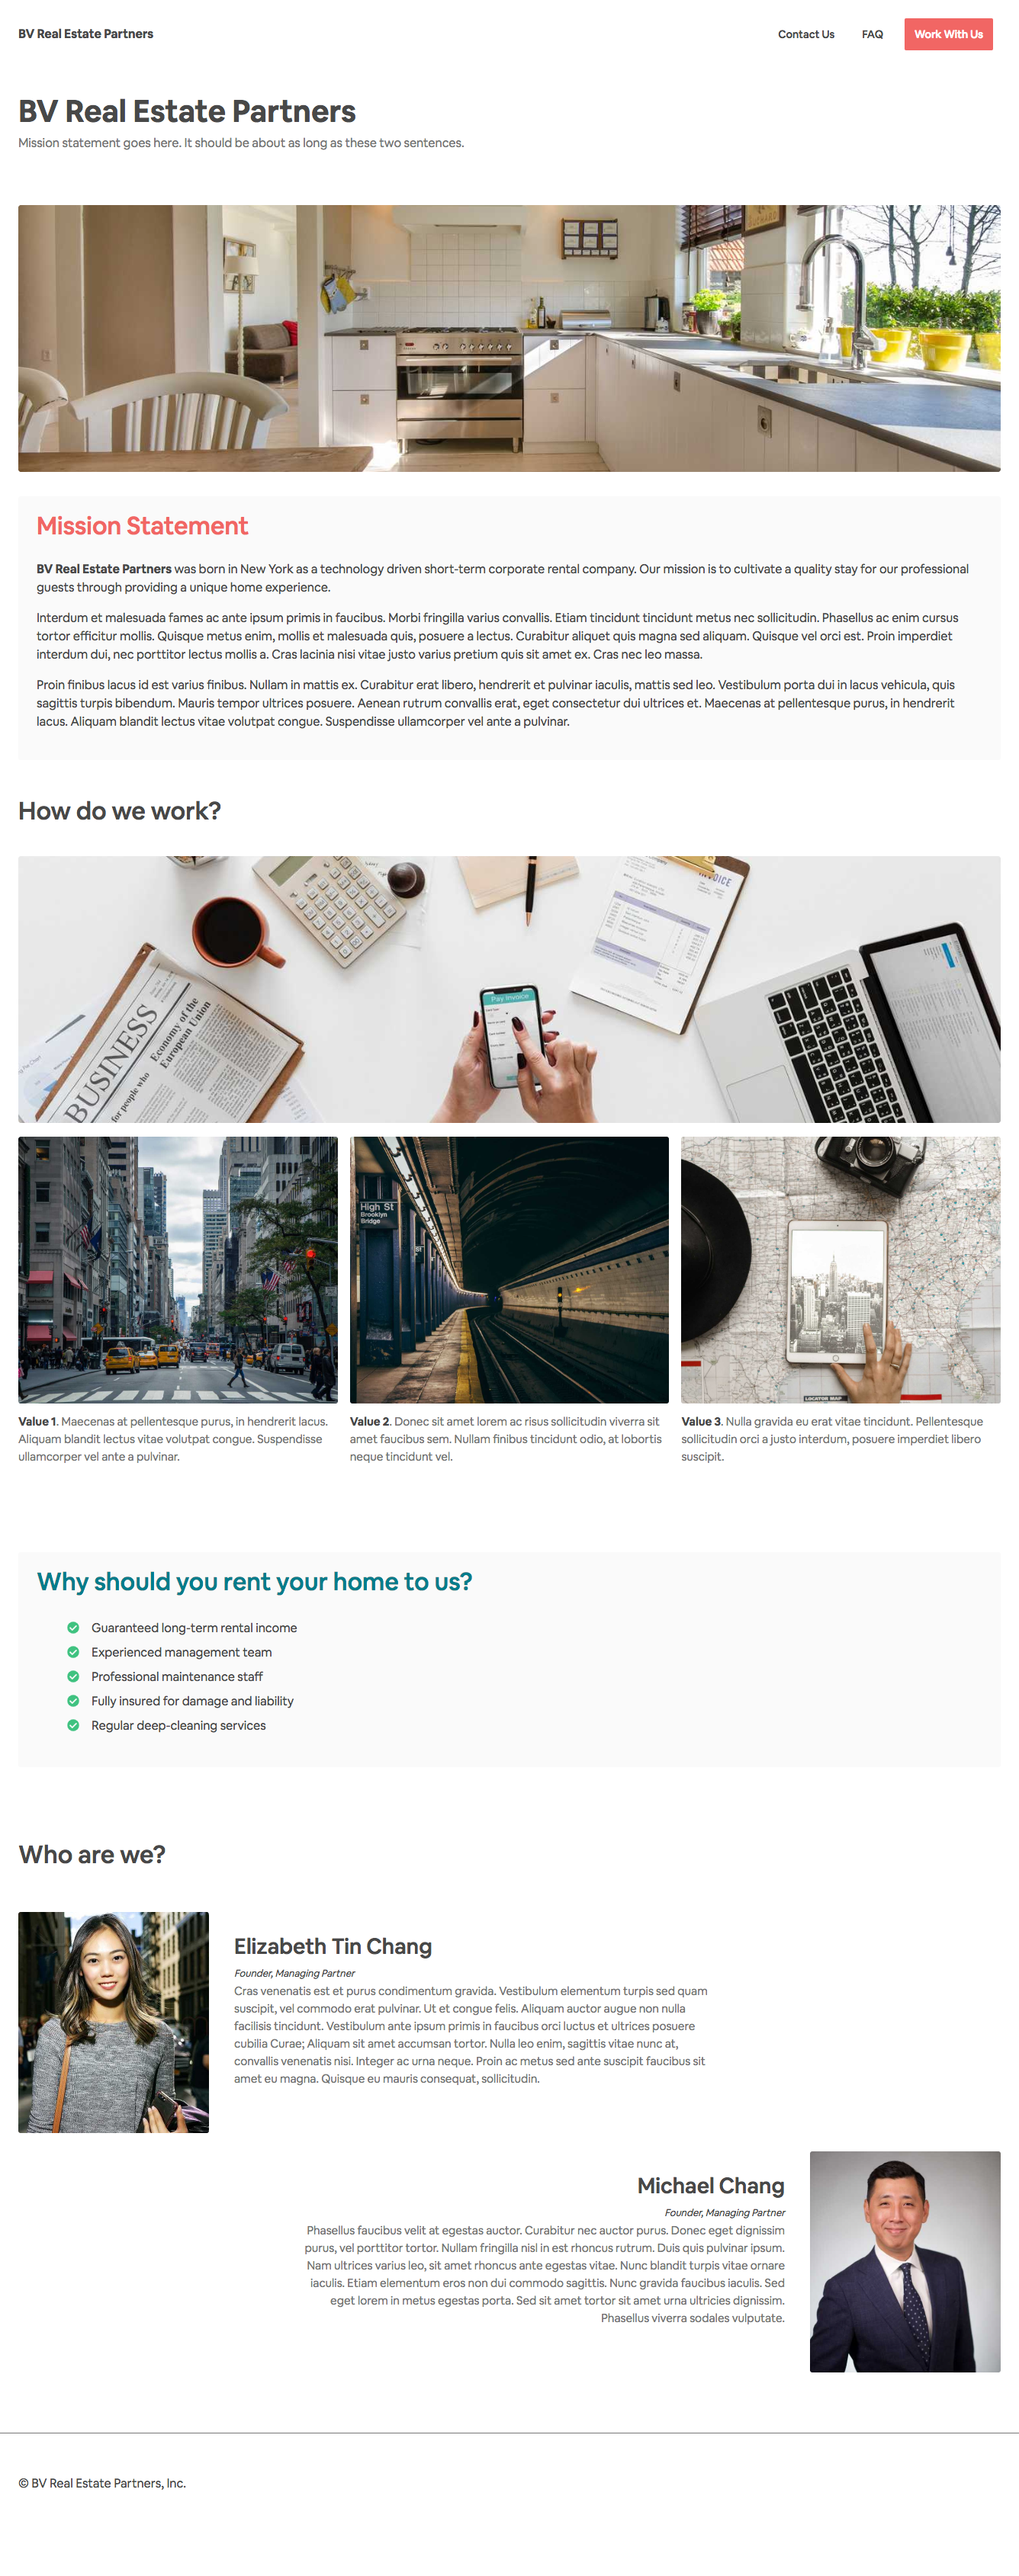 BV Real Estate Partners
Contact Us
FAQ
Work With Us
BV Real Estate Partners
Mission statement goes here. It should be about as long as these two sentences.
Mission Statement
BV Real Estate Partners was born in New York as a technology driven short-term corporate rental company. Our mission is to cultivate a quality stay for our professional
guests through providing a unique home experience.
Interdum et malesuada fames ac ante ipsum primis in faucibus. Morbi fringilla varius convallis. Etiam tincidunt tincidunt metus nec sollicitudin. Phasellus ac enim cursus
tortor efficitur mollis. Quisque metus enim, mollis et malesuada quis, posuere a lectus. Curabitur aliquet quis magna sed aliquam. Quisque vel orci est. Proin imperdiet
interdum dui, nec porttitor lectus mollis a. Cras lacinia nisi vitae justo varius pretium quis sit amet ex. Cras nec leo massa.
Proin finibus lacus id est varius finibus. Nullam in mattis ex. Curabitur erat libero, hendrerit et pulvinar iaculis, mattis sed leo. Vestibulum porta dui in lacus vehicula, quis
sagittis turpis bibendum. Mauris tempor ultrices posuere. Aenean rutrum convallis erat, eget consectetur dui ultrices et. Maecenas at pellentesque purus, in hendrerit
lacus. Aliquam blandit lectus vitae volutpat congue. Suspendisse ullamcorper vel ante a pulvinar.
How do we work?
INVOICE
Pay Invoice
BUSINESS
for people who
Economy of the
European Union
High St
Brooklyn
Bridge
LOCATOR MAP
Value 1. Maecenas at pellentesque purus, in hendrerit lacus.
Aliquam blandit lectus vitae volutpat congue. Suspendisse
ullamcorper vel ante a pulvinar.
Value 2. Donec sit amet lorem ac risus sollicitudin viverra sit
amet faucibus sem. Nullam finibus tincidunt odio, at lobortis
neque tincidunt vel.
Value 3. Nulla gravida eu erat vitae tincidunt. Pellentesque
sollicitudin orci a justo interdum, posuere imperdiet libero
suscipit.
Why should you rent your home to us?
Guaranteed long-term rental income
Experienced management team
Professional maintenance staff
Fully insured for damage and liability
Regular deep-cleaning services
Who are we?
Elizabeth Tin Chang
Founder, Managing Partner
Cras venenatis est et purus condimentum gravida. Vestibulum elementum turpis sed quam
suscipit, vel commodo erat pulvinar. Ut et congue felis. Aliquam auctor augue non nulla
facilisis tincidunt. Vestibulum ante ipsum primis in faucibus orci luctus et ultrices posuere
cubilia Curae; Aliquam sit amet accumsan tortor. Nulla leo enim, sagittis vitae nunc at,
convallis venenatis nisi. Integer ac urna neque. Proin ac metus sed ante suscipit faucibus sit
amet eu magna. Quisque eu mauris consequat, sollicitudin.
Michael Chang
Founder, Managing Partner
Phasellus faucibus velit at egestas auctor. Curabitur nec auctor purus. Donec eget dignissim
purus, vel porttitor tortor. Nullam fringilla nisl in est rhoncus rutrum. Duis quis pulvinar ipsum.
Nam ultrices varius leo, sit amet rhoncus ante egestas vitae. Nunc blandit turpis vitae ornare
iaculis. Etiam elementum eros non dui commodo sagittis. Nunc gravida faucibus iaculis. Sed
eget lorem in metus egestas porta. Sed sit amet tortor sit amet urna ultricies dignissim.
Phasellus viverra sodales vulputate.
© BV Real Estate Partners, Inc.